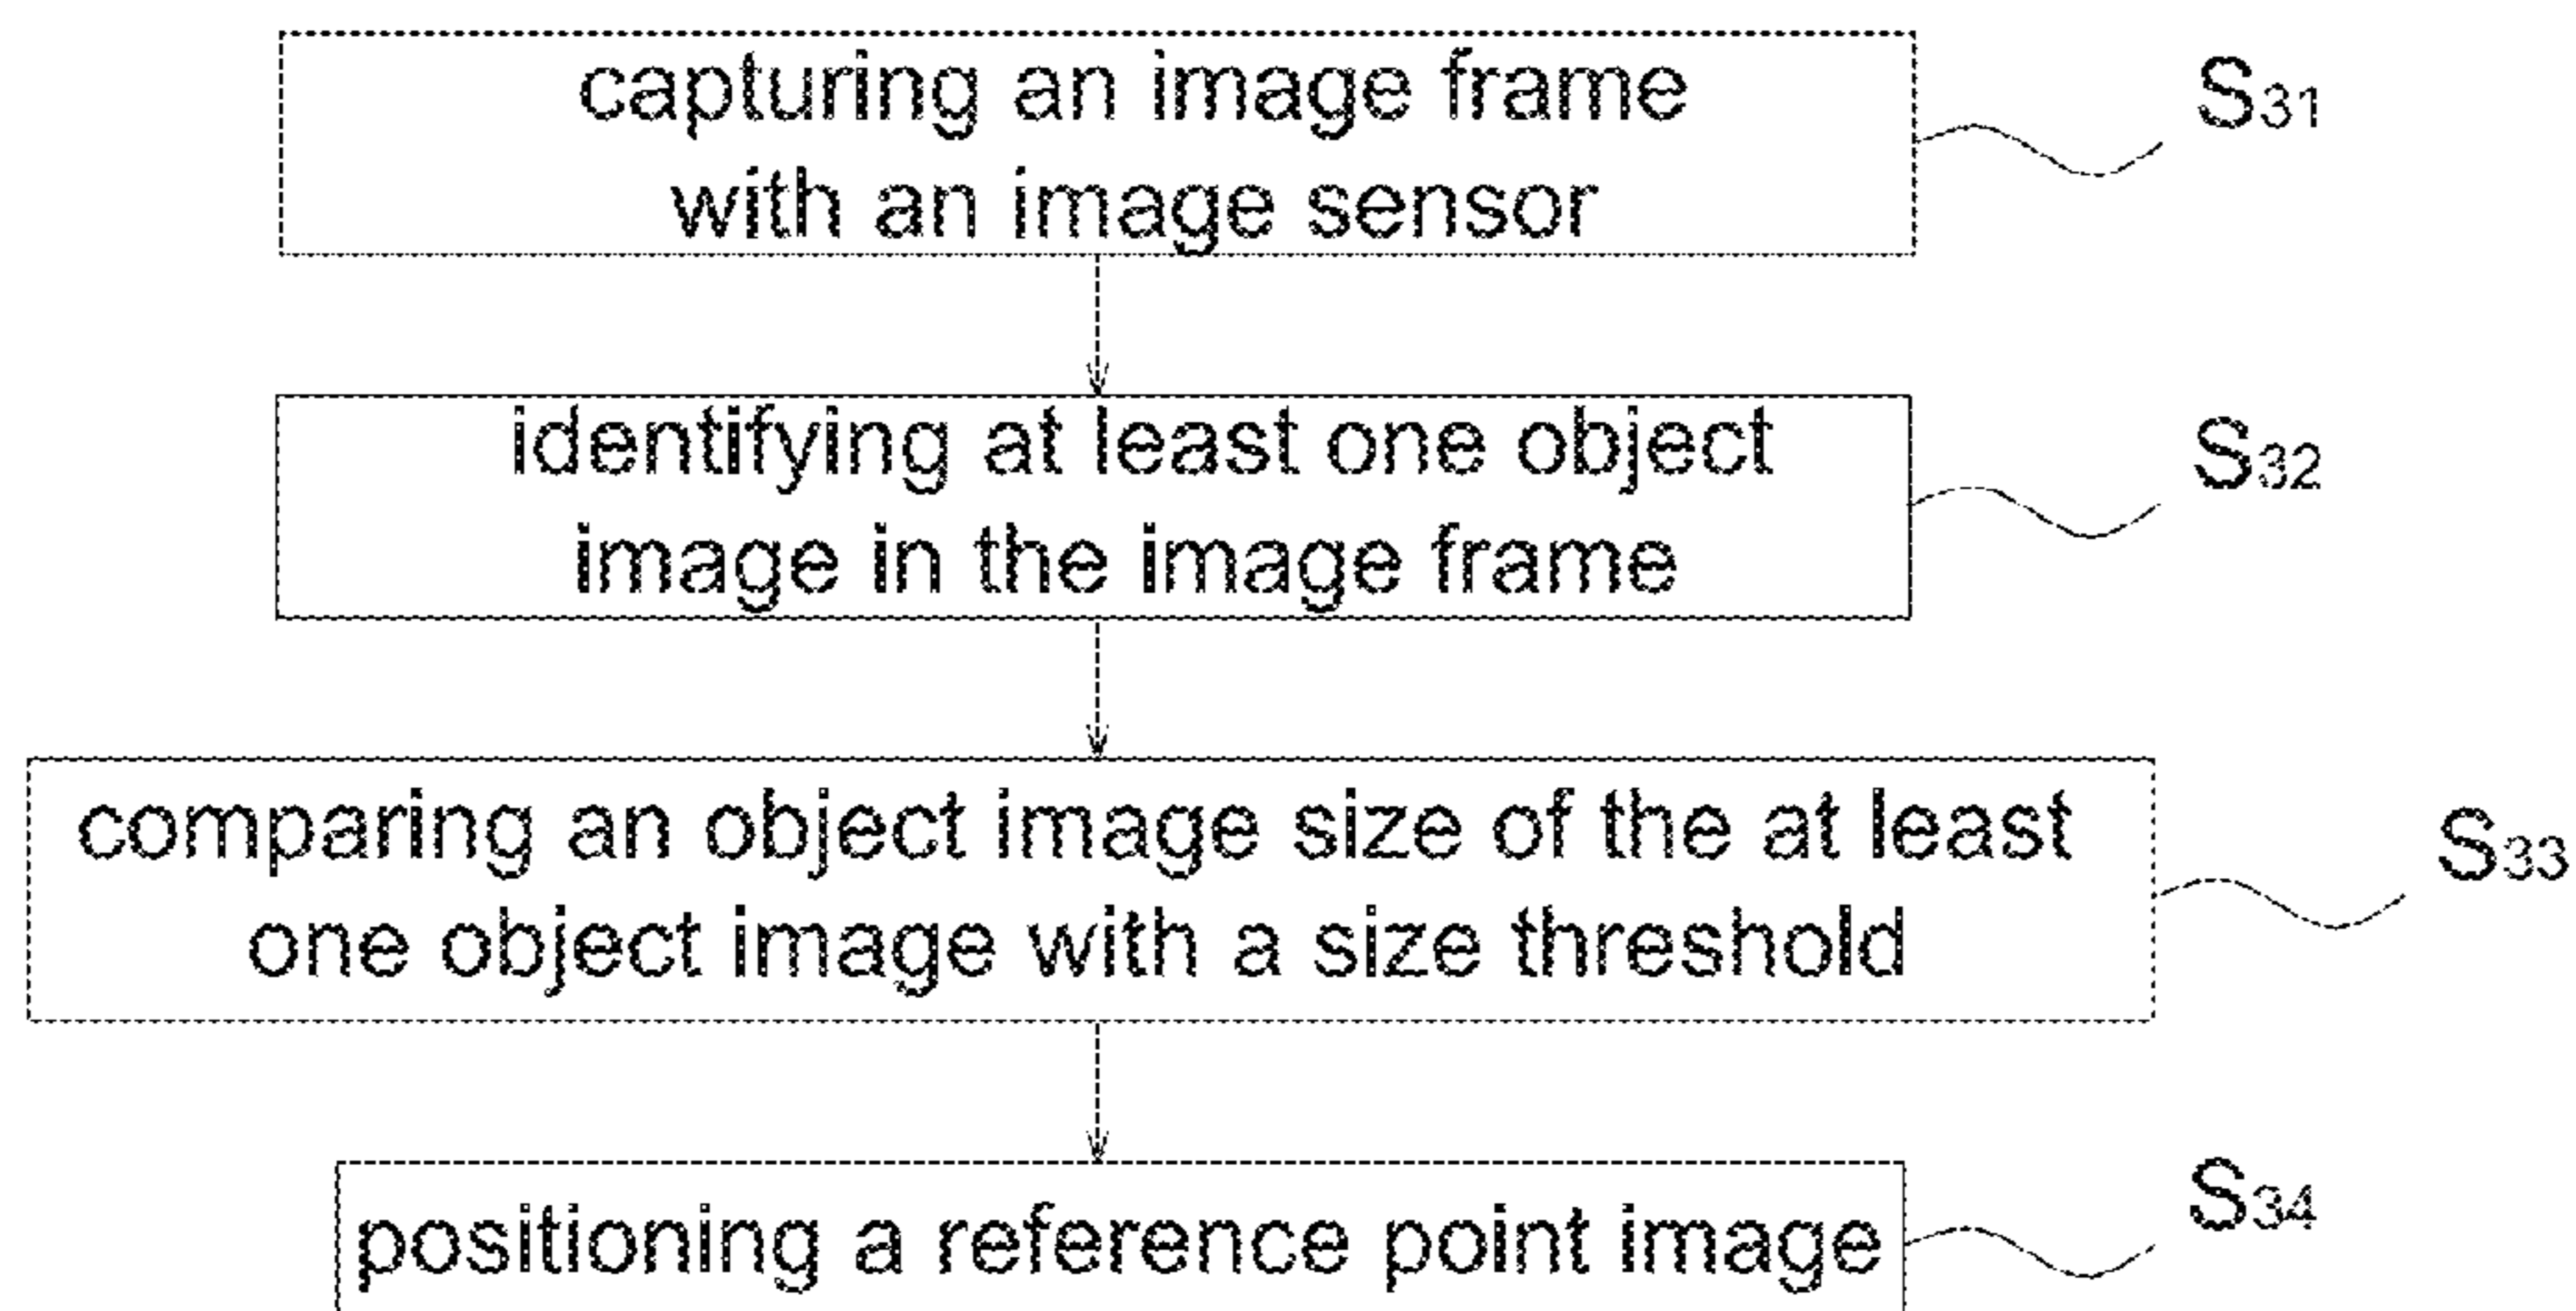 capturing an image frame
with an image sensor
S31
identifying at least one object
image in the image frame
S32
comparing an object image size of the at least
one object image with a size threshold
S33
positioning a reference point image
S34